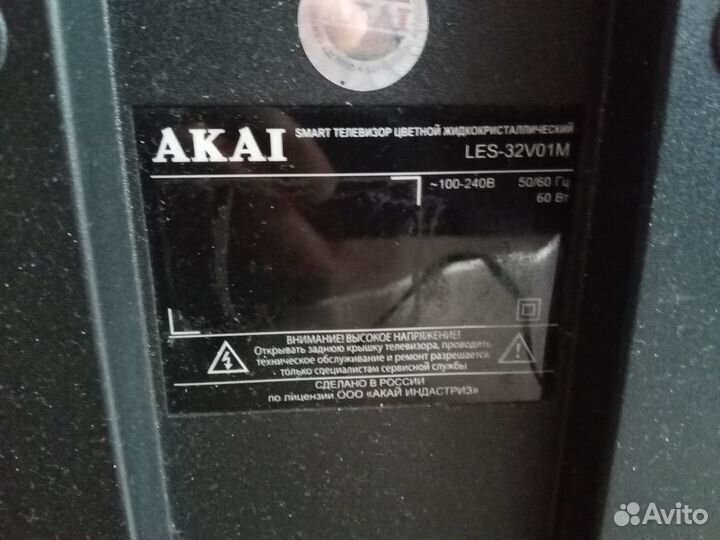 AKAI
SMART ТЕЛЕВИЗОР ЦВЕТНОЙ ЖИДКОКРИСТАЛЛИЧЕСКИЙ
LES-32V01M
~100-240В 50/60 Гц
60 Вт
ВНИМАНИЕ! ВЫСОКОЕ НАПРЯЖЕНИЕ!
Открывать заднюю крышку телевизора, проводить
техническое обслуживание и ремонт разрешается
только специалистам сервисной службы
СДЕЛАНО В РОССИИ
по лицензии ООО «АКАЙ ИНДАСТРИЗ»
Avito